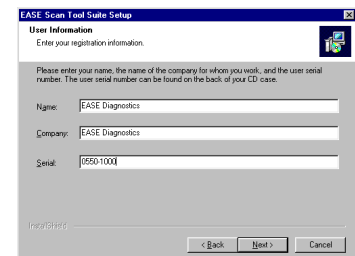 EASE Scan Tool Suite Setup
User Information
Enter your registration information.
Please enter your name, the name of the company for whom you work, and the user serial
number. The user serial number can be found on the back of your CD case.
Name: EASE Diagnostics
Company: EASE Diagnostics
Serial: 0550-1000
InstallShield
< Back Next > Cancel